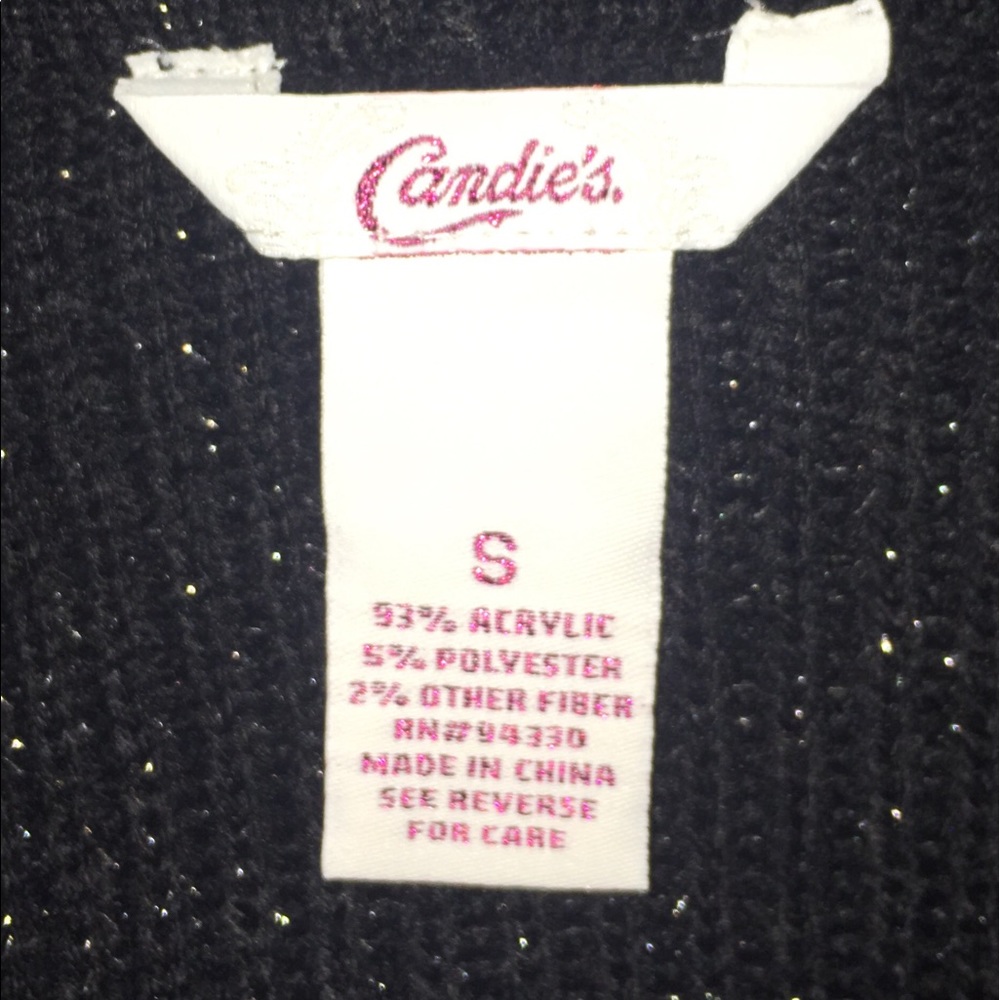 Candie's.
S
93% ACRYLIC
5% POLYESTER
2% OTHER FIBER
RN#94330
MADE IN CHINA
SEE REVERSE
FOR CARE